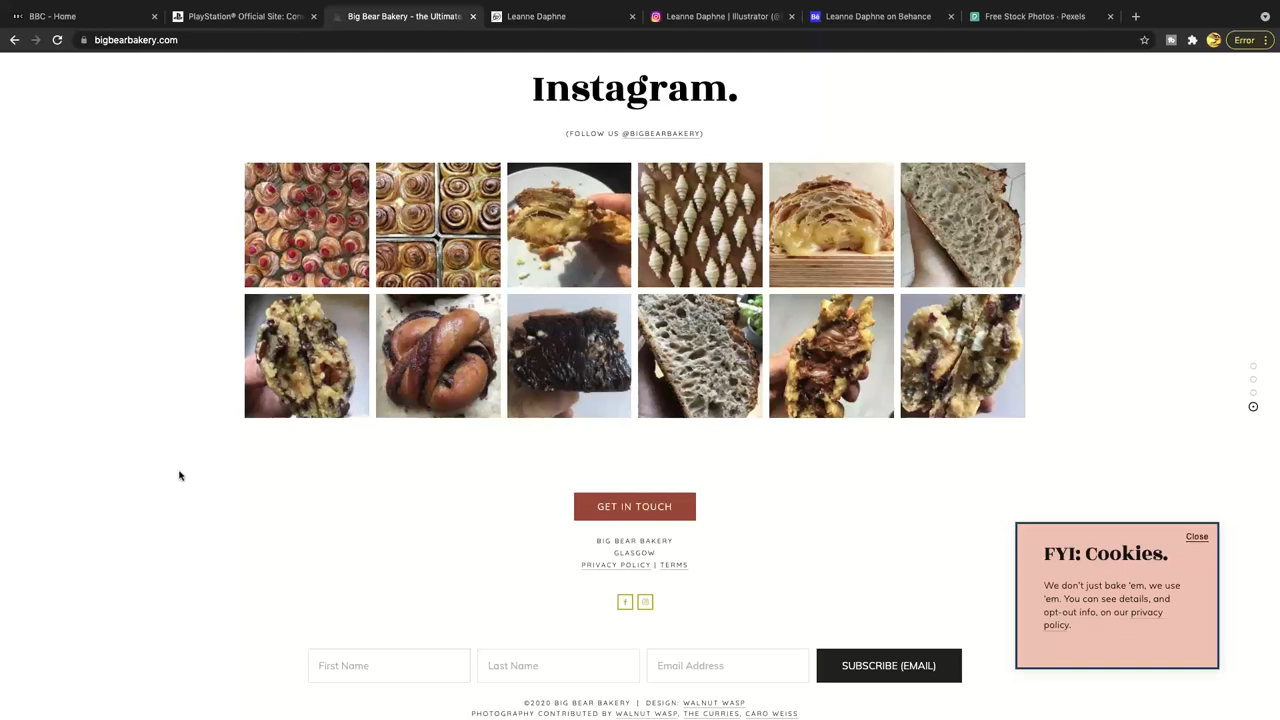 BBC - Home
PlayStation® Official Site: Con
Big Bear Bakery - the Ultimate
Leanne Daphne
Leanne Daphne | Illustrator (@
Leanne Daphne on Behance
Free Stock Photos · Pexels
bigbearbakery.com
Error
Instagram.
(FOLLOW US @BIGBEARBAKERY)
GET IN TOUCH
BIG BEAR BAKERY
GLASGOW
PRIVACY POLICY | TERMS
Close
FYI: Cookies.
We don't just bake 'em, we use
'em. You can see details, and
opt-out info, on our privacy
policy.
First Name
Last Name
Email Address
SUBSCRIBE (EMAIL)
©2020 BIG BEAR BAKERY | DESIGN: WALNUT WASP
PHOTOGRAPHY CONTRIBUTED BY WALNUT WASP, THE CURRIES, CARO WEISS